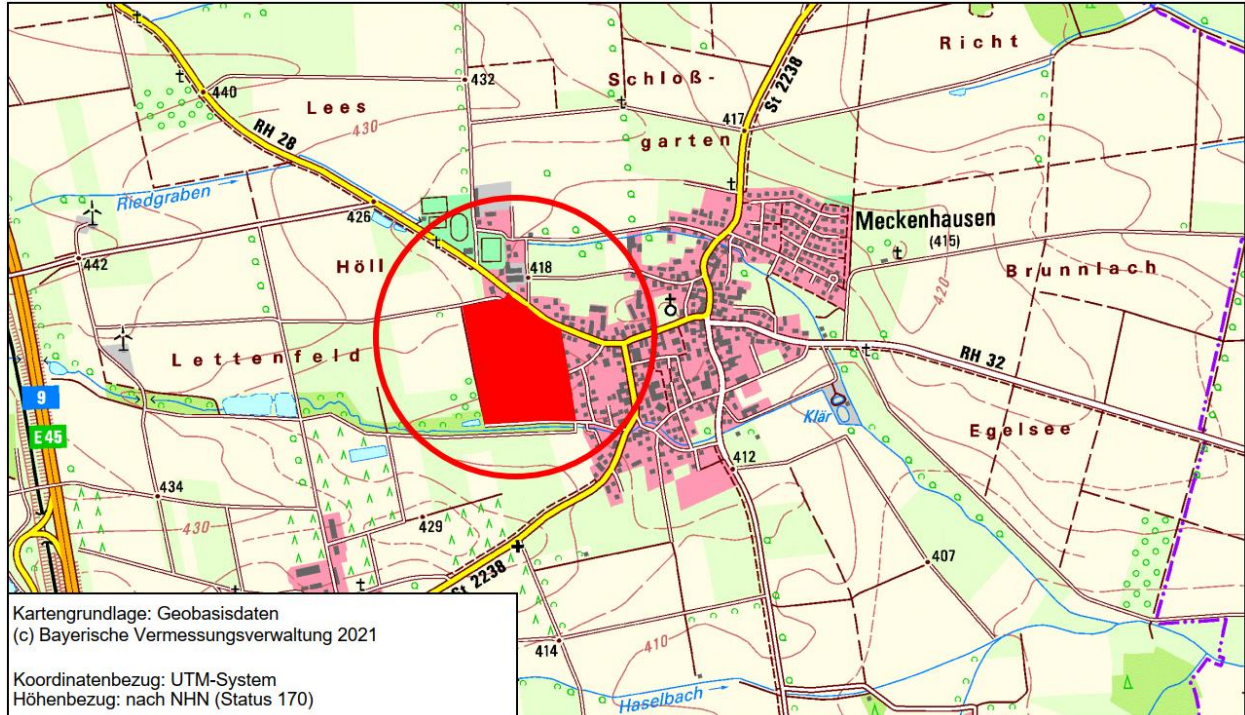 Richt
432
Schloß-
440
Lees
St 2238
417
430
garten
RH 28
Riedgraben
426
Meckenhausen
(415)
442
Höll
418
Brunnlach
420
Lettenfeld
RH 32
9
Klär
E 45
Egelsee
412
434
430
429
407
St 2238
414
410
Haselbach
Kartengrundlage: Geobasisdaten
(c) Bayerische Vermessungsverwaltung 2021
Koordinatenbezug: UTM-System
Höhenbezug: nach NHN (Status 170)